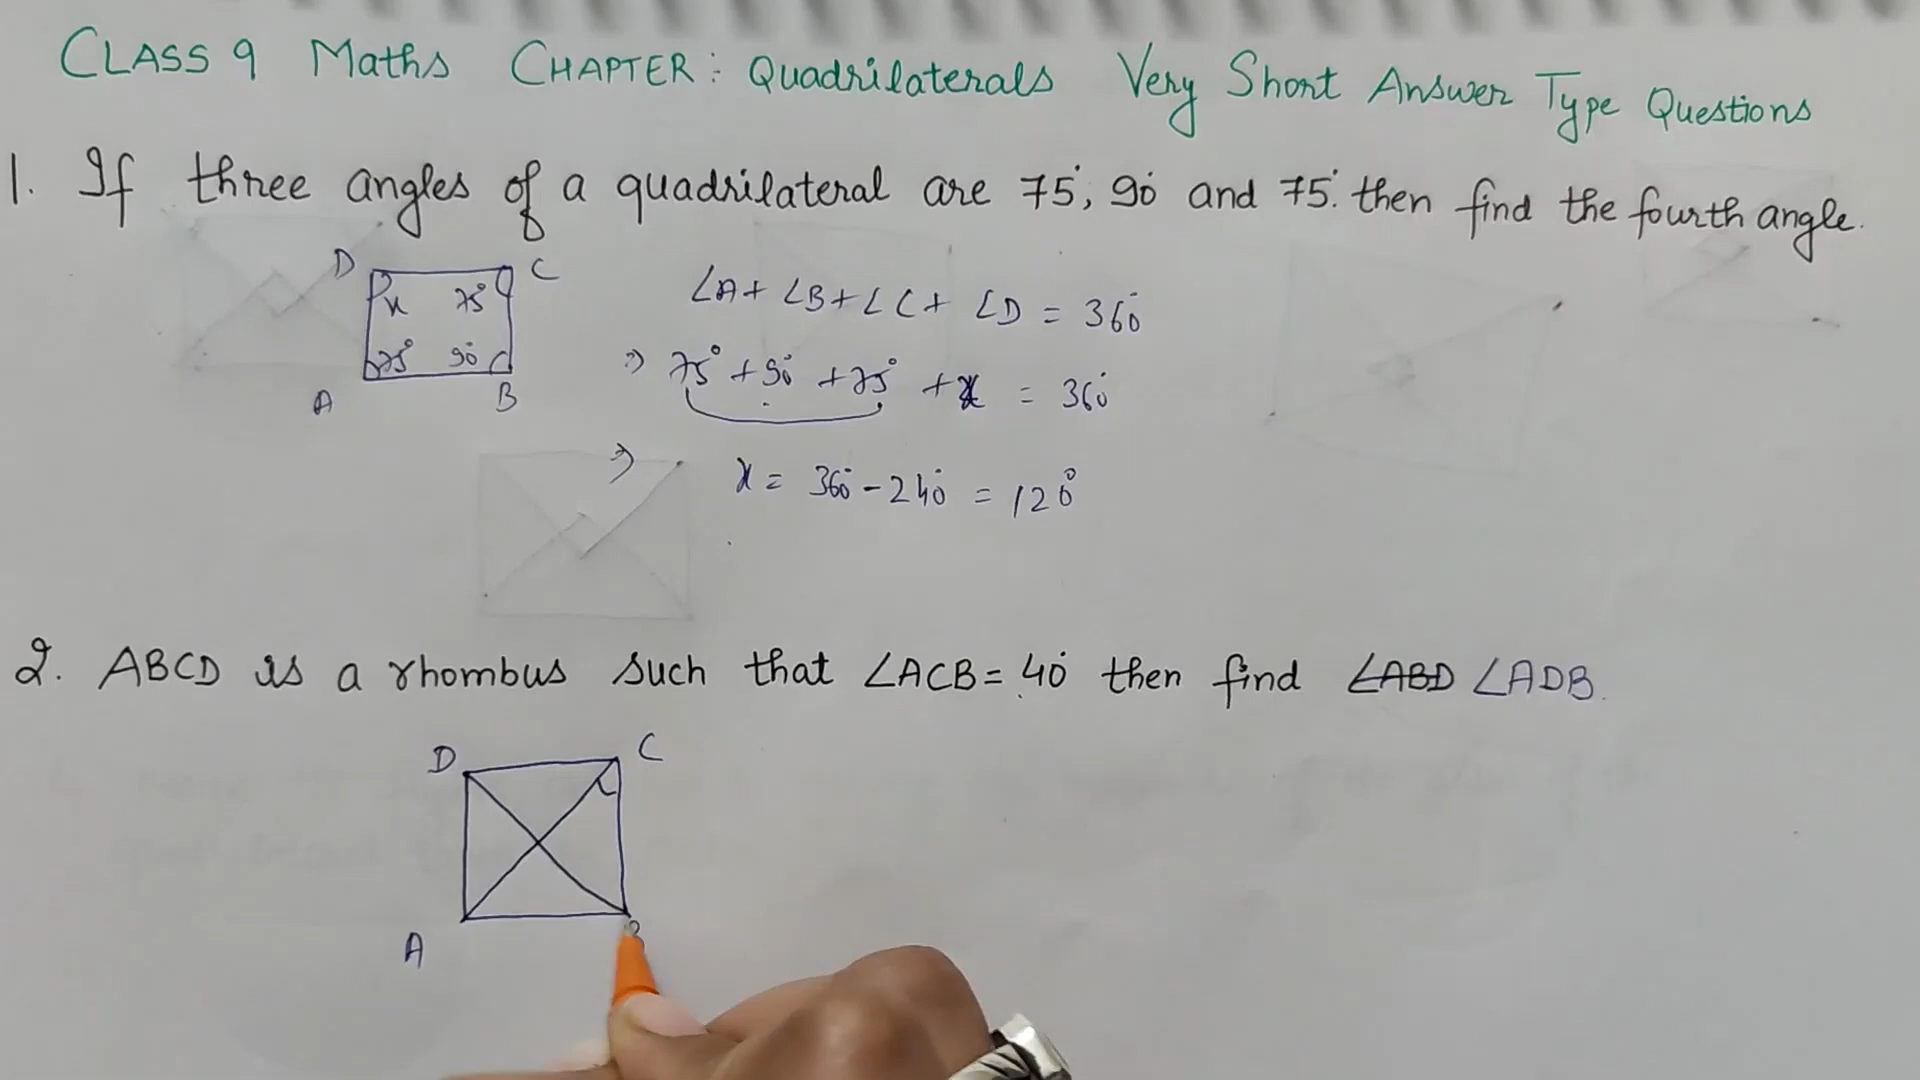 CLASS 9 Maths CHAPTER: Quadrilaterals Very Short Answer Type Questions
1. If three angles of a quadrilateral are 75°, 90° and 75°. then find the fourth angle.
D C
x 75°
75° 90°
A B
∠A + ∠B + ∠C + ∠D = 360°
⇒ 75° + 90° + 75° + x = 360°
⇒ x = 360° - 240° = 120°
2. ABCD is a rhombus such that ∠ACB = 40° then find ∠ABD ∠ADB.
D C
A B